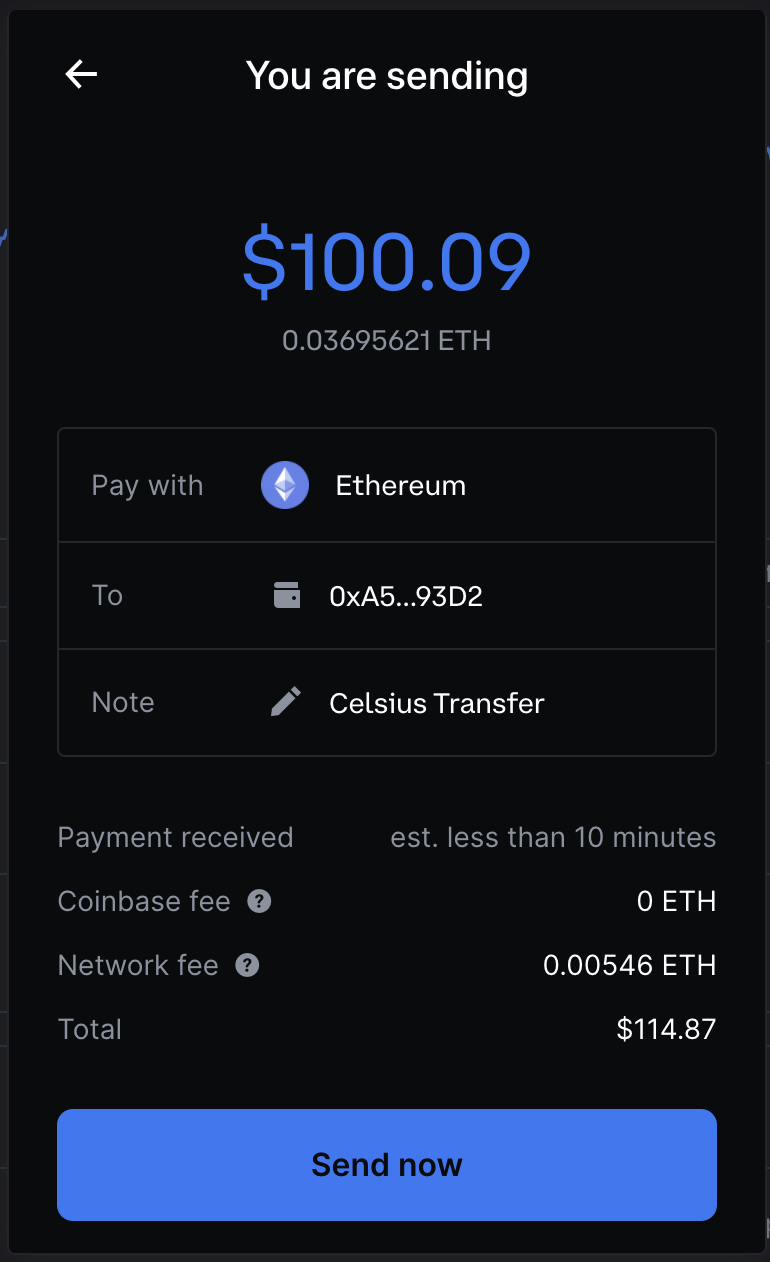 You are sending
$100.09
0.03695621 ETH
Pay with Ethereum
To 0xA5...93D2
Note Celsius Transfer
Payment received est. less than 10 minutes
Coinbase fee ? 0 ETH
Network fee ? 0.00546 ETH
Total $114.87
Send now